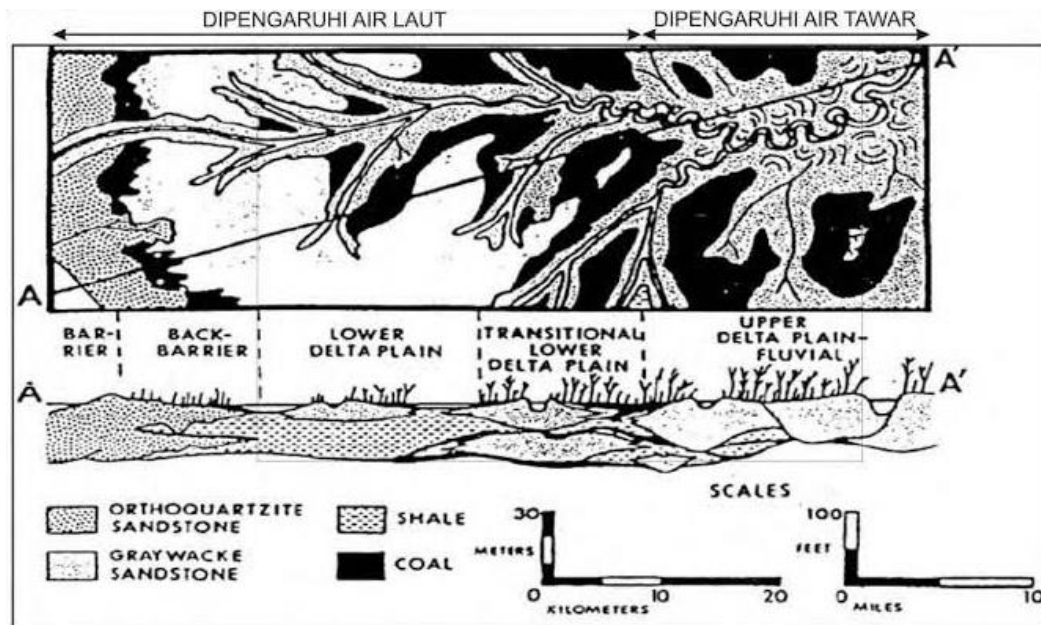 DIPENGARUHI AIR LAUT
DIPENGARUHI AIR TAWAR
A'
A
BAR-
RIER
BACK-
BARRIER
LOWER
DELTA PLAIN
TRANSITIONAL
LOWER
DELTA PLAIN
UPPER
DELTA PLAIN-
FLUVIAL
A
A'
ORTHOQUARTZITE
SANDSTONE
GRAYWACKE
SANDSTONE
SHALE
COAL
SCALES
30
METERS
0
10
20
KILOMETERS
100
FEET
0
10
MILES